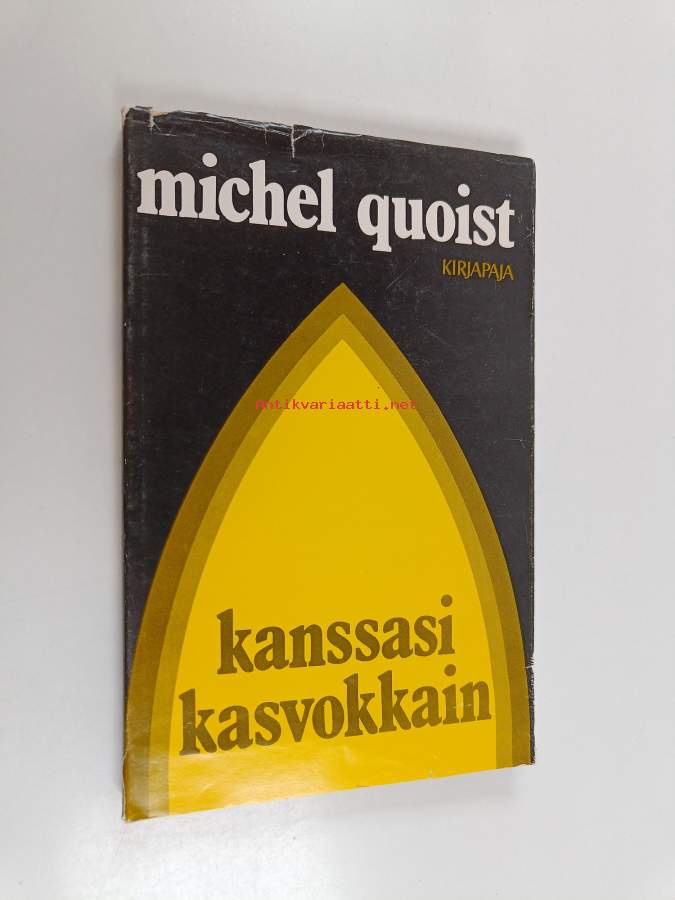 michel quoist
KIRJAPAJA
antikvariaatti.net
kanssasi
kasvokkain